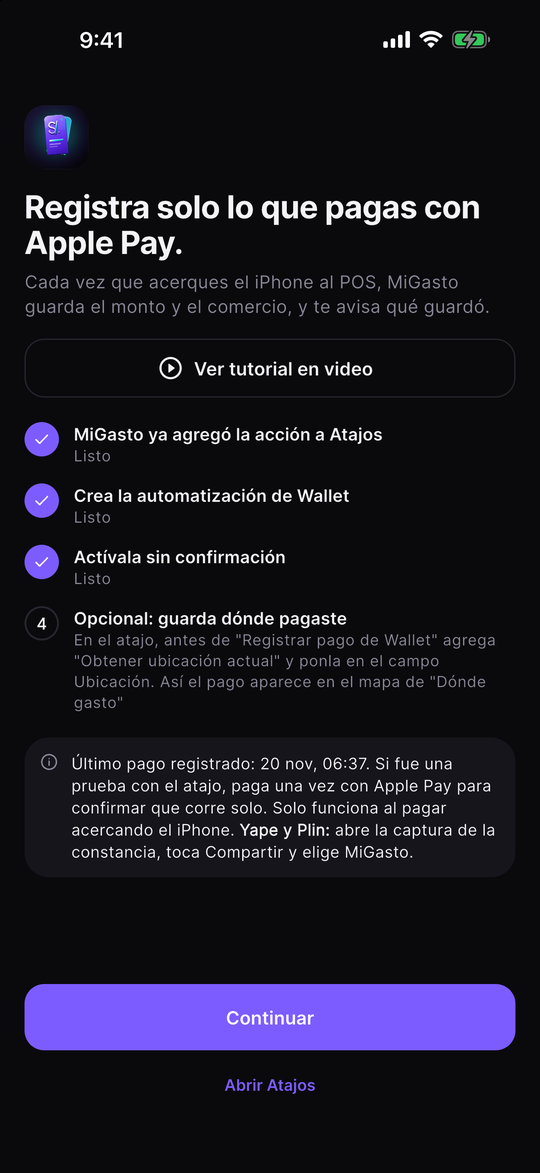 9:41
S/
Registra solo lo que pagas con
Apple Pay.
Cada vez que acerques el iPhone al POS, MiGasto
guarda el monto y el comercio, y te avisa qué guardó.
Ver tutorial en video
MiGasto ya agregó la acción a Atajos
Listo
Crea la automatización de Wallet
Listo
Actívala sin confirmación
Listo
4
Opcional: guarda dónde pagaste
En el atajo, antes de "Registrar pago de Wallet" agrega
"Obtener ubicación actual" y ponla en el campo
Ubicación. Así el pago aparece en el mapa de "Dónde
gasto"
Último pago registrado: 20 nov, 06:37. Si fue una
prueba con el atajo, paga una vez con Apple Pay para
confirmar que corre solo. Solo funciona al pagar
acercando el iPhone. Yape y Plin: abre la captura de la
constancia, toca Compartir y elige MiGasto.
Continuar
Abrir Atajos